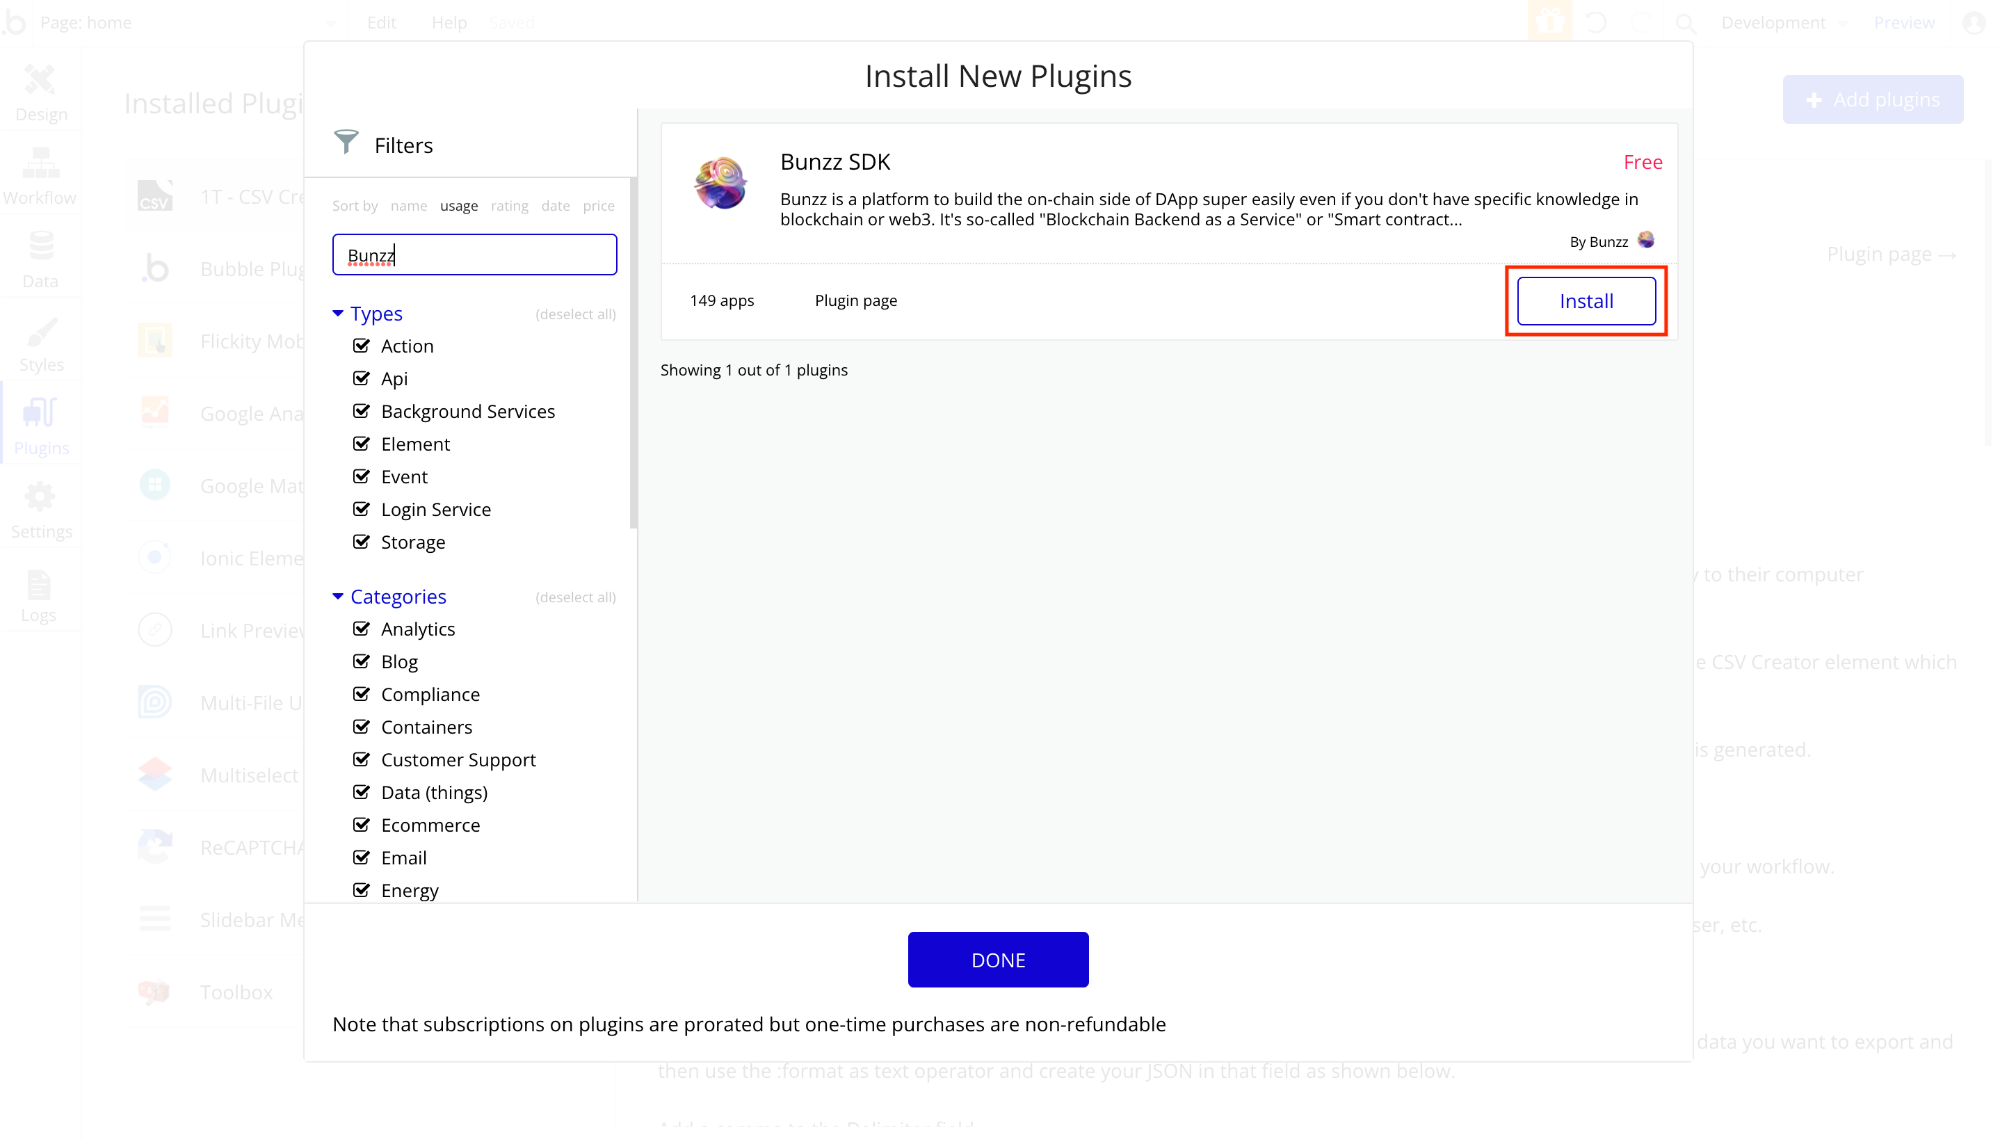 Page: home
Edit
Help
Saved
Development
Preview
Install New Plugins
Design
Workflow
Data
Styles
Plugins
Settings
Logs
Add plugins
Plugin page →
1T - CSV Cre
CSV
Bubble Plug
Flickity Mob
Google Ana
Google Mat
Ionic Eleme
Link Preview
Multi-File U
Multiselect
ReCAPTCHA
Slidebar Me
Toolbox
Installed Plugi
Filters
Sort by name usage rating date price
Bunzz
Types (deselect all)
Action
Api
Background Services
Element
Event
Login Service
Storage
Categories (deselect all)
Analytics
Blog
Compliance
Containers
Customer Support
Data (things)
Ecommerce
Email
Energy
Bunzz SDK
Free
Bunzz is a platform to build the on-chain side of DApp super easily even if you don't have specific knowledge in
blockchain or web3. It's so-called "Blockchain Backend as a Service" or "Smart contract...
By Bunzz
149 apps
Plugin page
Install
Showing 1 out of 1 plugins
y to their computer
e CSV Creator element which
is generated.
your workflow.
ser, etc.
DONE
Note that subscriptions on plugins are prorated but one-time purchases are non-refundable
data you want to export and
then use the :format as text operator and create your JSON in that field as shown below.